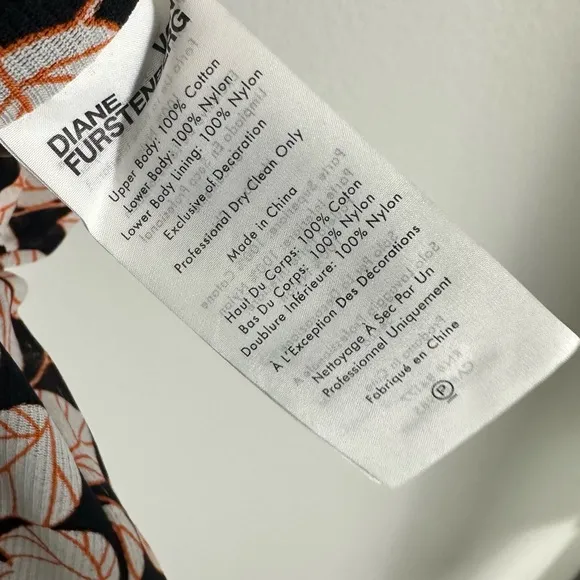 DIANE
FURSTENBERG
Upper Body: 100% Cotton
Lower Body: 100% Nylon
Lower Body Lining: 100% Nylon
Exclusive of Decoration
Professional Dry-Clean Only
Made in China
Haut Du Corps: 100% Coton
Bas Du Corps: 100% Nylon
Doublure Inférieure: 100% Nylon
À L'Exception Des Décorations
Nettoyage À Sec Par Un
Professionnel Uniquement
Fabriqué en Chine
P